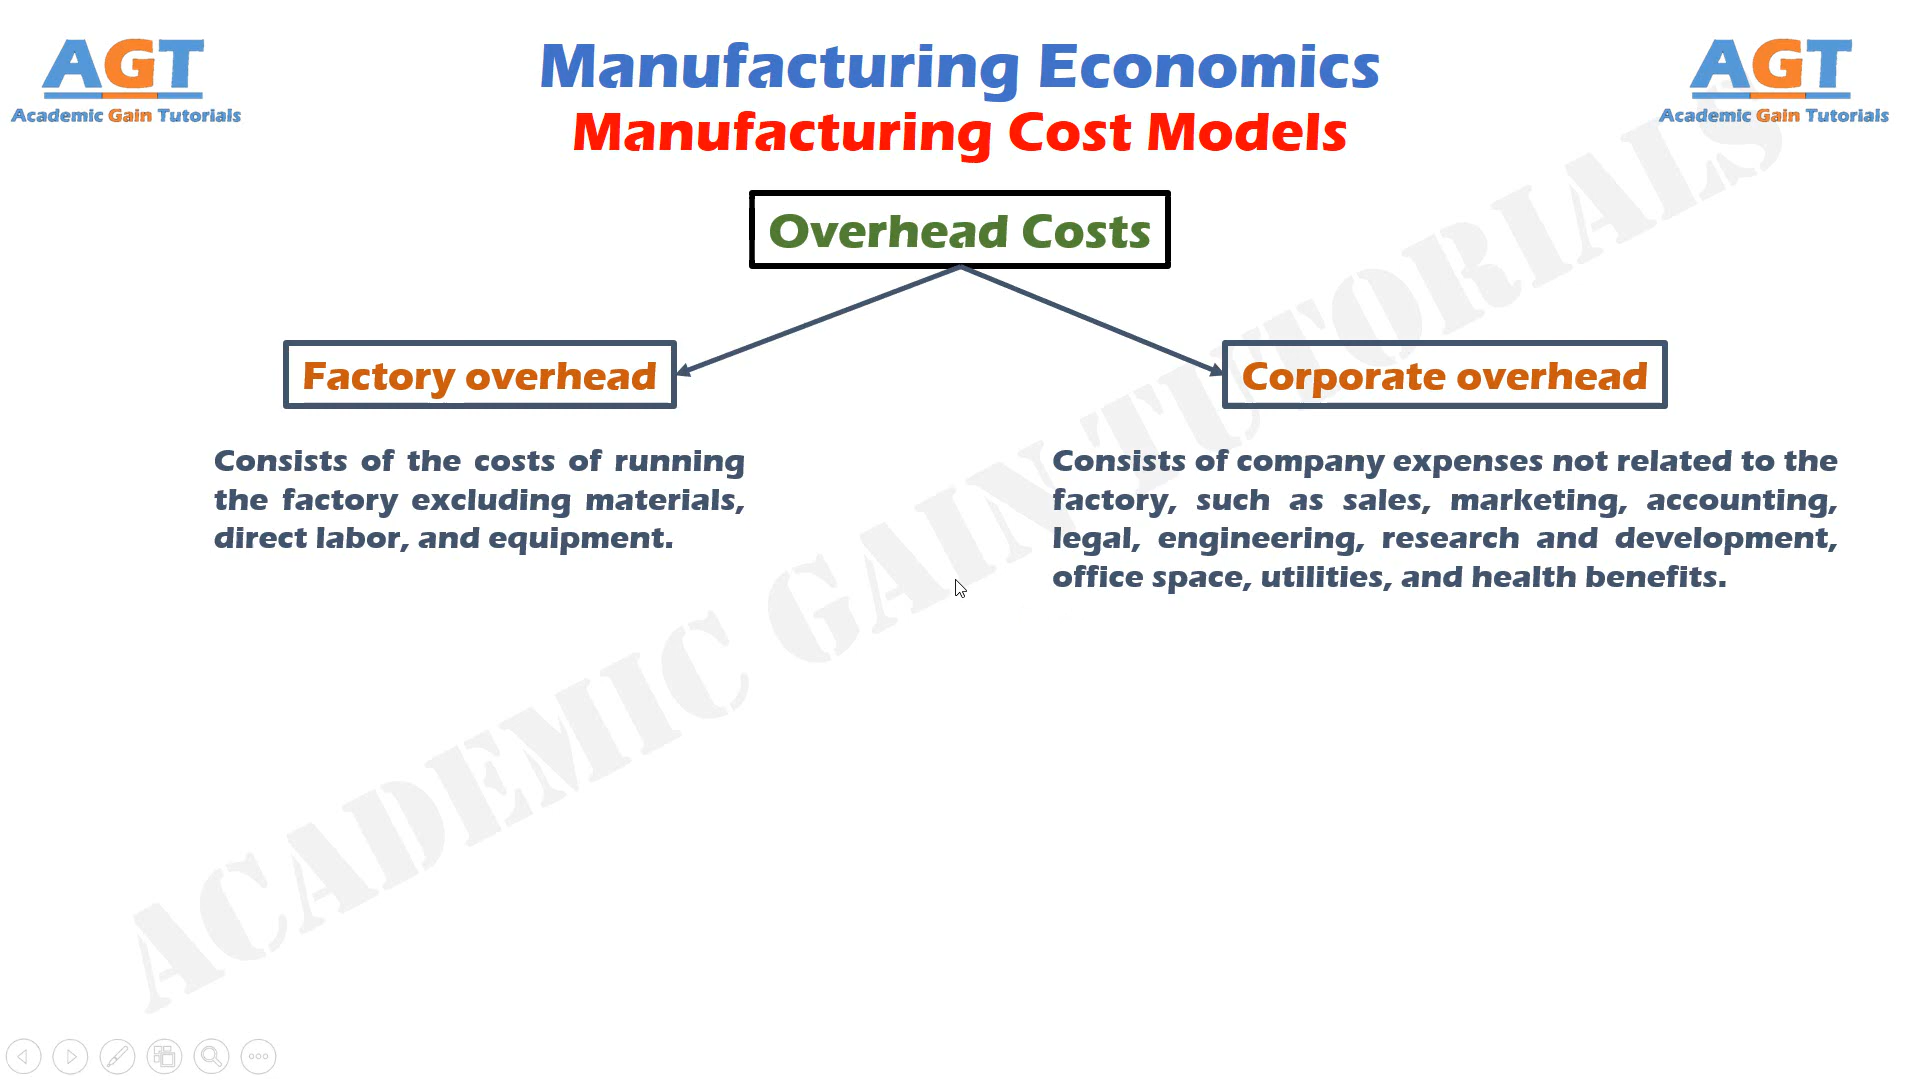 AGT
Academic Gain Tutorials
Manufacturing Economics
Manufacturing Cost Models
AGT
Academic Gain Tutorials
Overhead Costs
Factory overhead
Consists of the costs of running
the factory excluding materials,
direct labor, and equipment.
Corporate overhead
Consists of company expenses not related to the
factory, such as sales, marketing, accounting,
legal, engineering, research and development,
office space, utilities, and health benefits.
ACADEMIC GAIN TUTORIALS